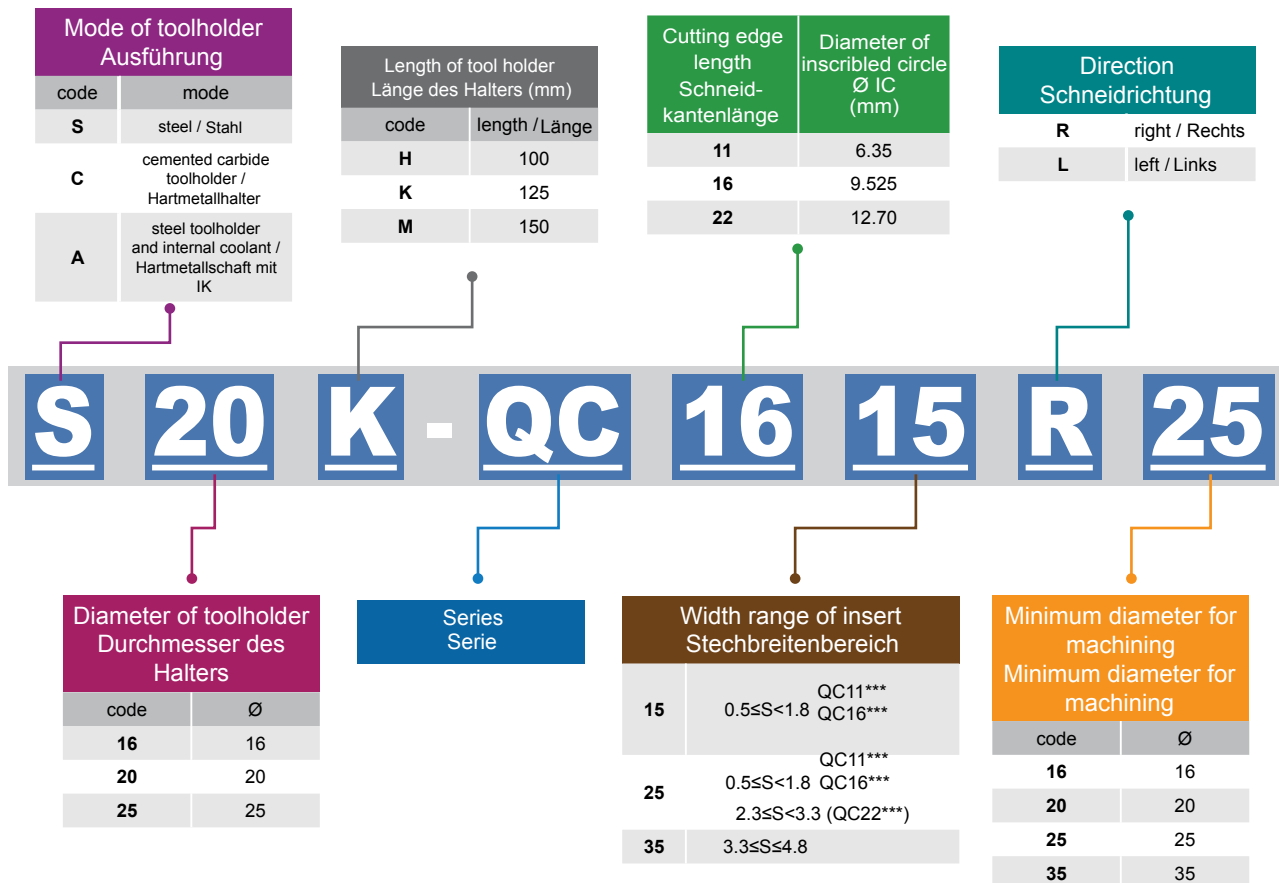 Mode of toolholder
Ausführung
code mode
S steel / Stahl
C cemented carbide
toolholder /
Hartmetallhalter
A steel toolholder
and internal coolant /
Hartmetallschaft mit
IK
Length of tool holder
Länge des Halters (mm)
code length / Länge
H 100
K 125
M 150
Cutting edge
length
Schneid-
kantenlänge
Diameter of
inscribed circle
Ø IC
(mm)
11 6.35
16 9.525
22 12.70
Direction
Schneidrichtung
R right / Rechts
L left / Links
S 20 K - QC 16 15 R 25
Diameter of toolholder
Durchmesser des
Halters
code Ø
16 16
20 20
25 25
Series
Serie
Width range of insert
Stechbreitenbereich
15 0.5≤S<1.8 QC11***
QC16***
25 0.5≤S<1.8 QC11***
QC16***
2.3≤S<3.3 (QC22***)
35 3.3≤S≤4.8
Minimum diameter for
machining
Minimum diameter for
machining
code Ø
16 16
20 20
25 25
35 35